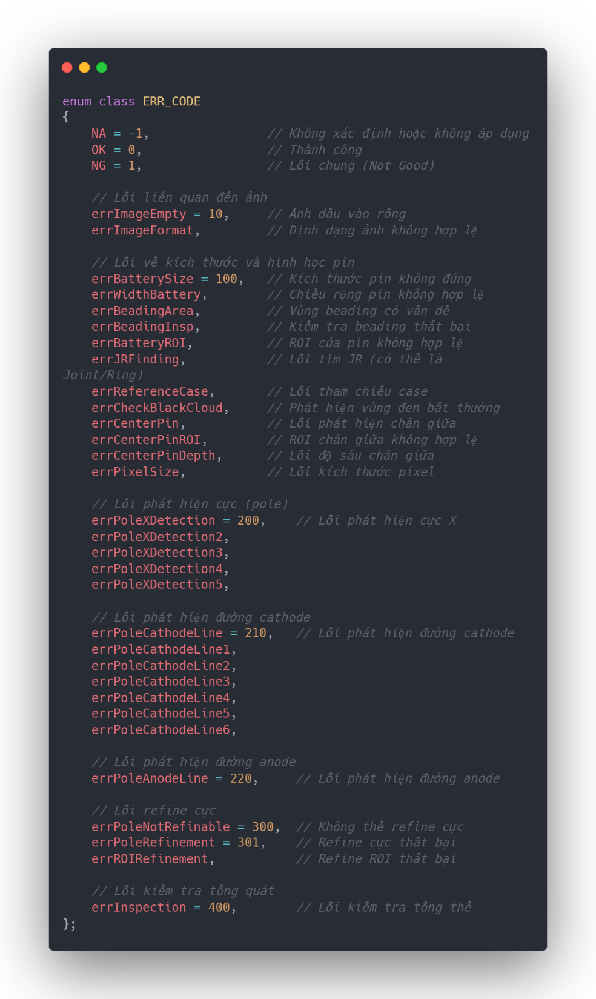 enum class ERR_CODE
{
    NA = -1,                // Không xác định hoặc không áp dụng
    OK = 0,                 // Thành công
    NG = 1,                 // Lỗi chung (Not Good)

    // Lỗi liên quan đến ảnh
    errImageEmpty = 10,     // Ảnh đầu vào rỗng
    errImageFormat,         // Định dạng ảnh không hợp lệ

    // Lỗi về kích thước và hình học pin
    errBatterySize = 100,   // Kích thước pin không đúng
    errWidthBattery,        // Chiều rộng pin không hợp lệ
    errBeadingArea,         // Vùng beading có vấn đề
    errBeadingInsp,         // Kiểm tra beading thất bại
    errBatteryROI,          // ROI của pin không hợp lệ
    errJRFinding,           // Lỗi tìm JR (có thể là
Joint/Ring)
    errReferenceCase,       // Lỗi tham chiếu case
    errCheckBlackCloud,     // Phát hiện vùng đen bất thường
    errCenterPin,           // Lỗi phát hiện chân giữa
    errCenterPinROI,        // ROI chân giữa không hợp lệ
    errCenterPinDepth,      // Lỗi độ sâu chân giữa
    errPixelSize,           // Lỗi kích thước pixel

    // Lỗi phát hiện cực (pole)
    errPoleXDetection = 200,    // Lỗi phát hiện cực X
    errPoleXDetection2,
    errPoleXDetection3,
    errPoleXDetection4,
    errPoleXDetection5,

    // Lỗi phát hiện đường cathode
    errPoleCathodeLine = 210,   // Lỗi phát hiện đường cathode
    errPoleCathodeLine1,
    errPoleCathodeLine2,
    errPoleCathodeLine3,
    errPoleCathodeLine4,
    errPoleCathodeLine5,
    errPoleCathodeLine6,

    // Lỗi phát hiện đường anode
    errPoleAnodeLine = 220,     // Lỗi phát hiện đường anode

    // Lỗi refine cực
    errPoleNotRefinable = 300,  // Không thể refine cực
    errPoleRefinement = 301,    // Refine cực thất bại
    errROIRefinement,           // Refine ROI thất bại

    // Lỗi kiểm tra tổng quát
    errInspection = 400,        // Lỗi kiểm tra tổng thể
};